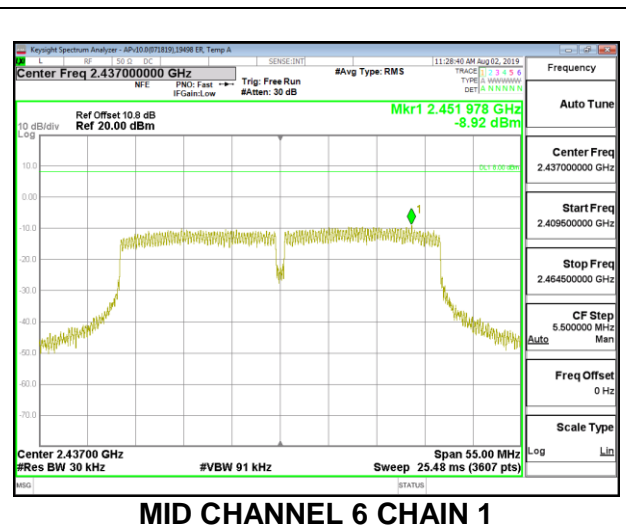 Keysight Spectrum Analyzer - APv10.0(071819),19498 ER, Temp A
L RF 50 Ω DC SENSE:INT 11:28:40 AM Aug 02, 2019
Center Freq 2.437000000 GHz #Avg Type: RMS TRACE 1 2 3 4 5 6
NFE PNO: Fast Trig: Free Run TYPE A WWWWW
IFGain:Low #Atten: 30 dB DET A N N N N N
Frequency
Auto Tune
Ref Offset 10.8 dB Mkr1 2.451 978 GHz
10 dB/div Ref 20.00 dBm -8.92 dBm
Log
10.0
DL1 8.00 dBm
0.00
1
-10.0
-20.0
-30.0
-40.0
-50.0
-60.0
-70.0
Center Freq
2.437000000 GHz
Start Freq
2.409500000 GHz
Stop Freq
2.464500000 GHz
CF Step
5.500000 MHz
Auto Man
Freq Offset
0 Hz
Scale Type
Log Lin
Center 2.43700 GHz Span 55.00 MHz
#Res BW 30 kHz #VBW 91 kHz Sweep 25.48 ms (3607 pts)
MSG STATUS
MID CHANNEL 6 CHAIN 1